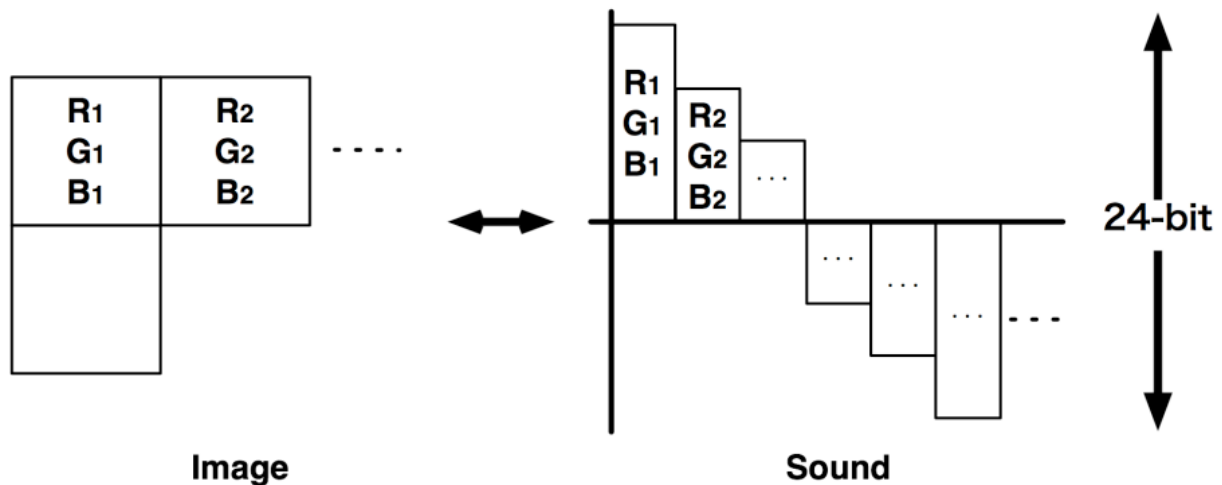 R1
G1
B1
R2
G2
B2
R1
G1
B1
R2
G2
B2
...
...
...
...
24-bit
Image
Sound